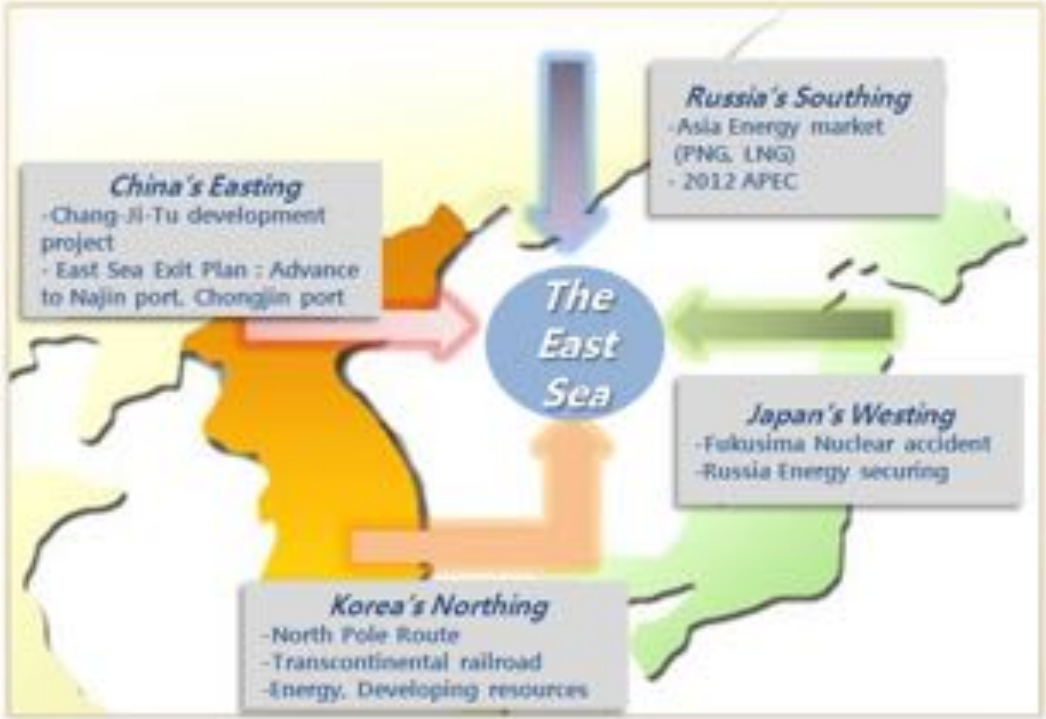 Russia's Southing
-Asia Energy market
(PNG, LNG)
- 2012 APEC
China's Easting
-Chang-Ji-Tu development
project
- East Sea Exit Plan : Advance
to Najin port, Chongjin port
The
East
Sea
Japan's Westing
-Fukusima Nuclear accident
-Russia Energy securing
Korea's Northing
-North Pole Route
-Transcontinental railroad
-Energy, Developing resources